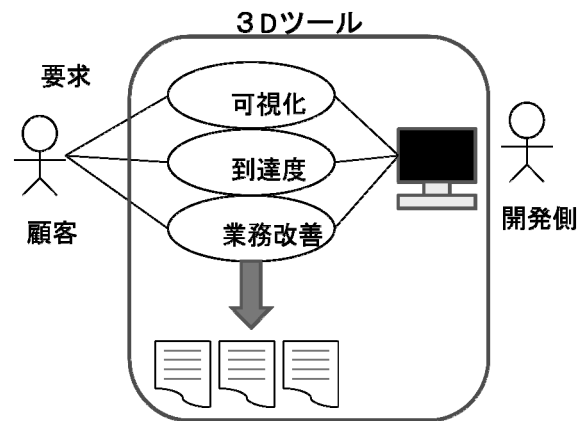 ３Dツール
要求
可視化
到達度
業務改善
顧客
開発側